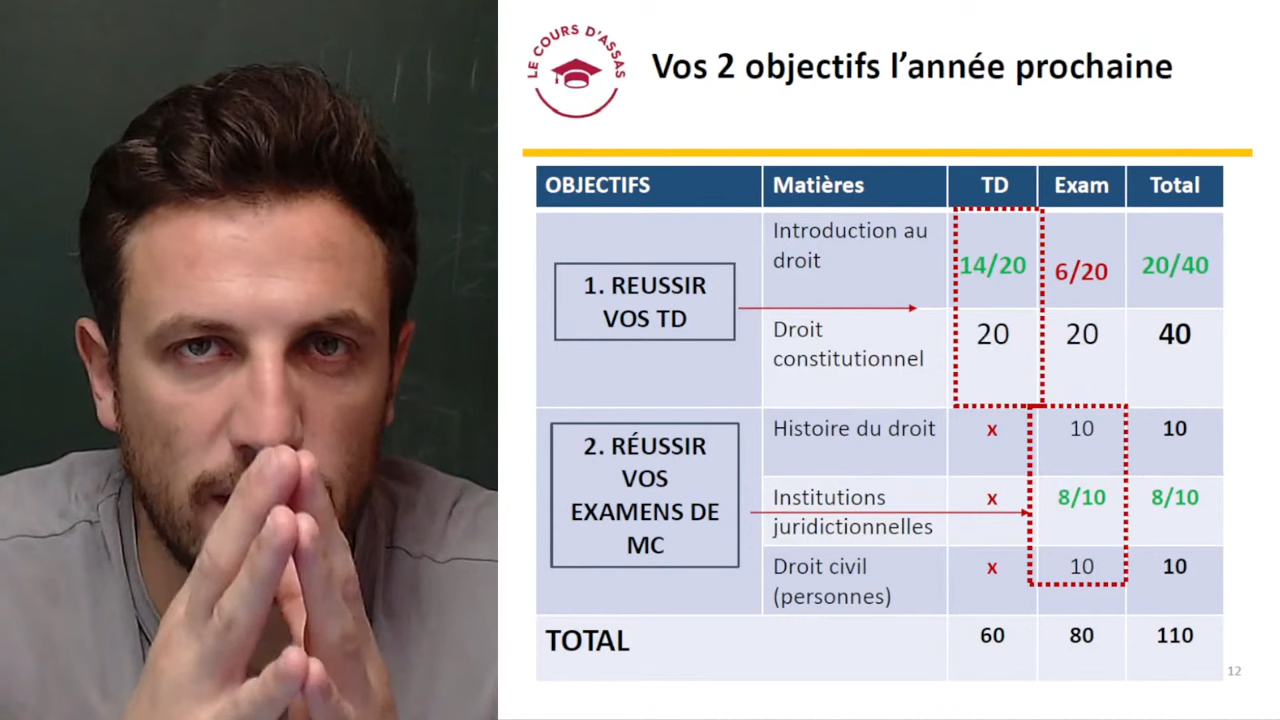 LE COURS D'ASSAS
Vos 2 objectifs l'année prochaine
OBJECTIFS
Matières
TD
Exam
Total
1. REUSSIR
VOS TD
Introduction au
droit
14/20
6/20
20/40
Droit
constitutionnel
20
20
40
2. RÉUSSIR
VOS
EXAMENS DE
MC
Histoire du droit
x
10
10
Institutions
juridictionnelles
x
8/10
8/10
Droit civil
(personnes)
x
10
10
TOTAL
60
80
110
12